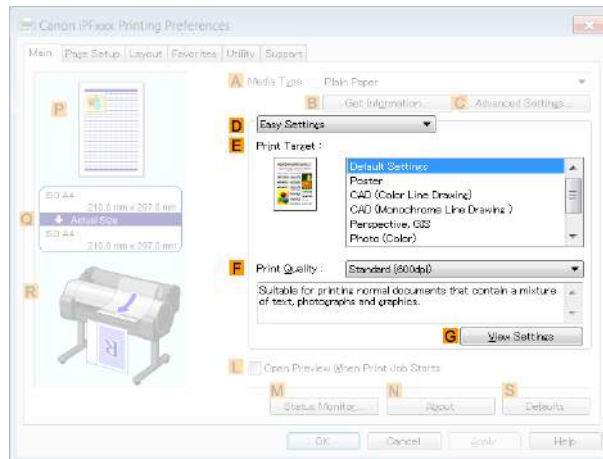 Canon iPFxxx Printing Preferences
Main Page Setup Layout Favorites Utility Support
A Media Type : Plain Paper
B Get Information... C Advanced Settings...
D Easy Settings
E Print Target :
Default Settings
Poster
CAD (Color Line Drawing)
CAD (Monochrome Line Drawing )
Perspective, GIS
Photo (Color)
P
ISO A4 :
210.0 mm x 297.0 mm
Q Actual Size
ISO A4 :
210.0 mm x 297.0 mm
R
F Print Quality : Standard (600dpi)
Suitable for printing normal documents that contain a mixture
of text, photographs and graphics.
G View Settings
L Open Preview When Print Job Starts
M N S
Status Monitor... About Defaults
OK Cancel Apply Help